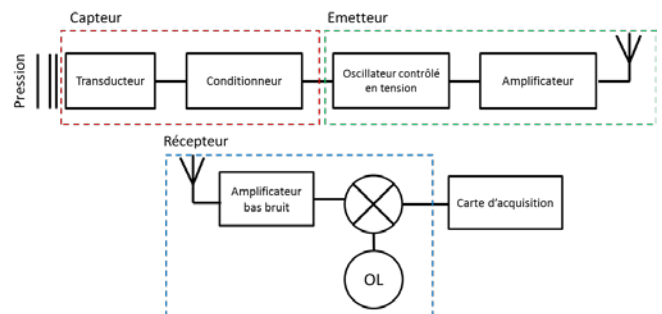 Capteur
Emetteur
Pression
Transducteur
Conditionneur
Oscillateur contrôlé
en tension
Amplificateur
Récepteur
Amplificateur
bas bruit
Carte d'acquisition
OL